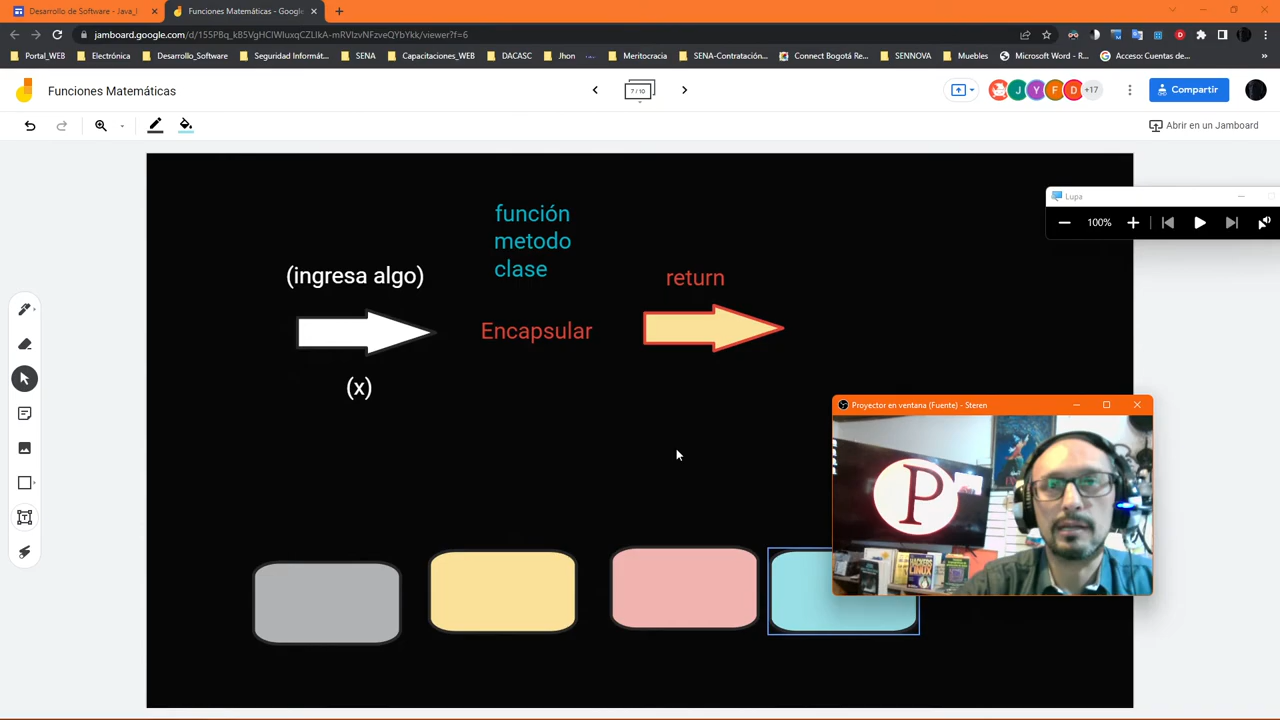 Desarrollo de Software - Java_I
Funciones Matemáticas - Google
jamboard.google.com/d/155PBq_kB5VgHCIWluxqCZLIkA-mRVlzvNFzveQYbYkk/viewer?f=6
Portal_WEB
Electrónica
Desarrollo_Software
Seguridad Informát...
SENA
Capacitaciones_WEB
DACASC
Jhon
Meritocracia
SENA-Contratación...
Connect Bogotá Re...
SENNOVA
Muebles
Microsoft Word - R...
Acceso: Cuentas de...
Funciones Matemáticas
7 / 10
J
Y
F
D
+17
Compartir
Abrir en un Jamboard
Lupa
100%
función
metodo
clase
(ingresa algo)
return
Encapsular
(x)
Proyector en ventana (Fuente) - Steren
P
HACKERS
LINUX